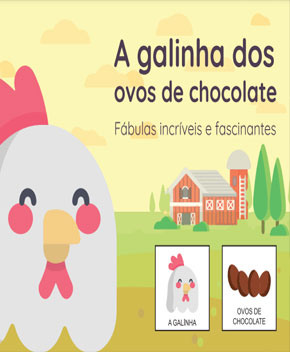 A galinha dos
ovos de chocolate
Fábulas incríveis e fascinantes
A GALINHA
OVOS DE
CHOCOLATE